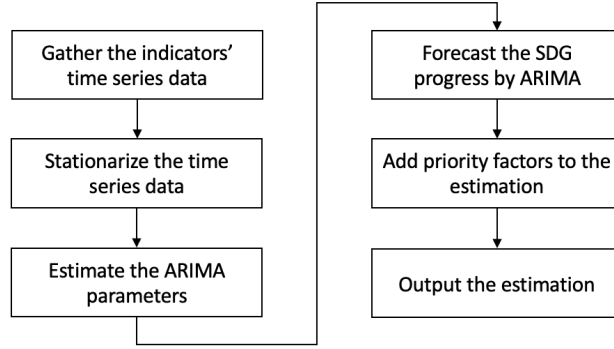 Gather the indicators’
time series data
Stationarize the time
series data
Estimate the ARIMA
parameters
Forecast the SDG
progress by ARIMA
Add priority factors to the
estimation
Output the estimation